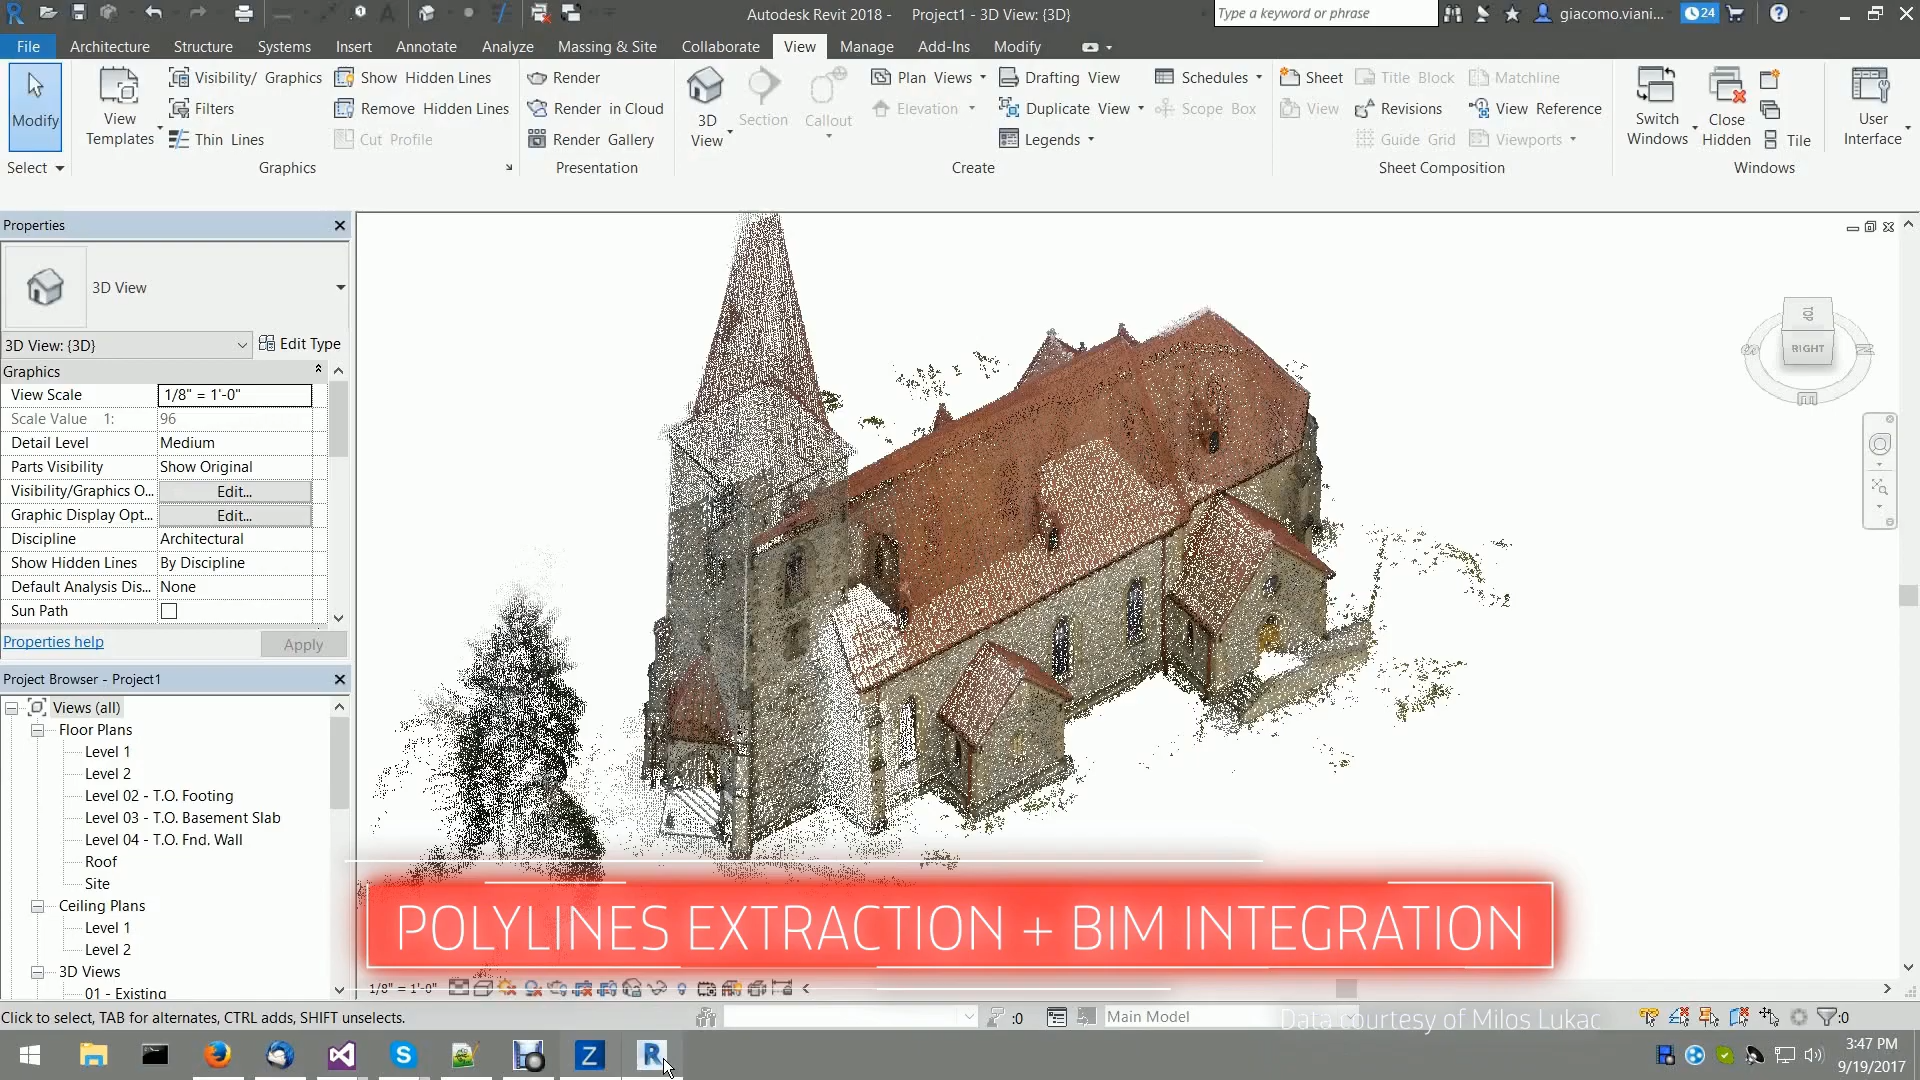 Autodesk Revit 2018 - Project1 - 3D View: {3D}
Type a keyword or phrase
giacomo.viani...
24
File Architecture Structure Systems Insert Annotate Analyze Massing & Site Collaborate View Manage Add-Ins Modify
Modify
View Templates
Visibility/ Graphics
Filters
Thin Lines
Show Hidden Lines
Remove Hidden Lines
Cut Profile
Render
Render in Cloud
Render Gallery
3D View
Section
Callout
Plan Views
Elevation
Drafting View
Duplicate View
Legends
Schedules
Scope Box
Sheet
View
Title Block
Revisions
Guide Grid
Matchline
View Reference
Viewports
Switch Windows
Close Hidden
Tile
User Interface
Select
Graphics
Presentation
Create
Sheet Composition
Windows
Properties
3D View
3D View: {3D}
Edit Type
Graphics
View Scale 1/8" = 1'-0"
Scale Value 1: 96
Detail Level Medium
Parts Visibility Show Original
Visibility/Graphics O... Edit...
Graphic Display Opt... Edit...
Discipline Architectural
Show Hidden Lines By Discipline
Default Analysis Dis... None
Sun Path
Properties help
Apply
Project Browser - Project1
Views (all)
Floor Plans
Level 1
Level 2
Level 02 - T.O. Footing
Level 03 - T.O. Basement Slab
Level 04 - T.O. Fnd. Wall
Roof
Site
Ceiling Plans
Level 1
Level 2
3D Views
01 - Existing
TOP
RIGHT
POLYLINES EXTRACTION + BIM INTEGRATION
1/8" = 1'-0"
Click to select, TAB for alternates, CTRL adds, SHIFT unselects.
:0
Main Model
Data courtesy of Milos Lukac
:0
3:47 PM
9/19/2017